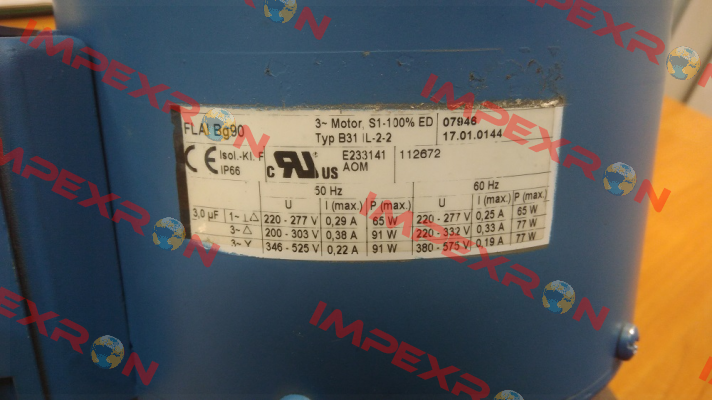 FLAI Bg90
3~ Motor, S1-100% ED
Typ B31 IL-2-2
07946
17.01.0144
CE Isol.-Kl. F
IP66
c RU US
E233141
AOM
112672
50 Hz
60 Hz
U I (max.) P (max.) U I (max.) P (max.)
3,0 µF 1~ ⊥ △ 220 - 277 V 0,29 A 65 W 220 - 277 V 0,25 A 65 W
3~ △ 200 - 303 V 0,38 A 91 W 220 - 332 V 0,33 A 77 W
3~ Y 346 - 525 V 0,22 A 91 W 380 - 575 V 0,19 A 77 W
IMPEXRON
IMPEXRON
IMPEXRON
IMPEXRON
IMPEXRON